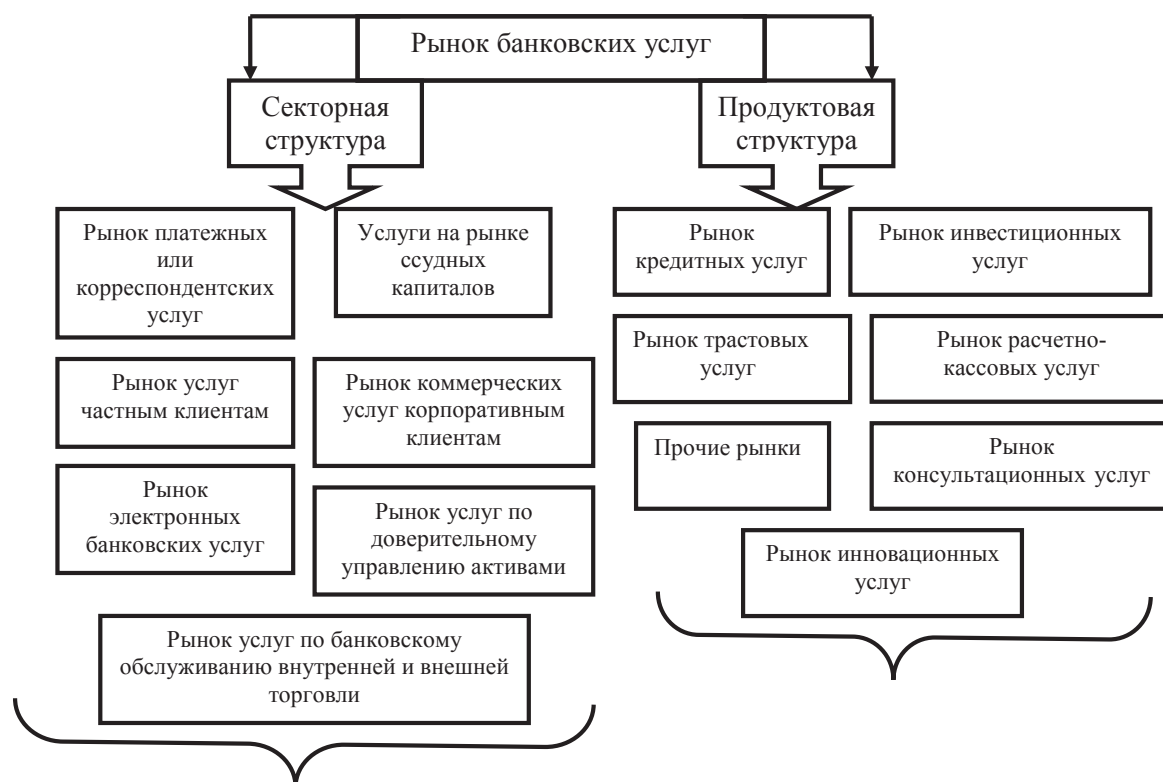 Рынок банковских услуг
Секторная
структура
Продуктовая
структура
Рынок платежных
или
корреспондентских
услуг
Услуги на рынке
ссудных
капиталов
Рынок услуг
частным клиентам
Рынок коммерческих
услуг корпоративным
клиентам
Рынок
электронных
банковских услуг
Рынок услуг по
доверительному
управлению активами
Рынок услуг по банковскому
обслуживанию внутренней и внешней
торговли
Рынок
кредитных услуг
Рынок инвестиционных
услуг
Рынок трастовых
услуг
Рынок расчетно-
кассовых услуг
Прочие рынки
Рынок
консультационных услуг
Рынок инновационных
услуг